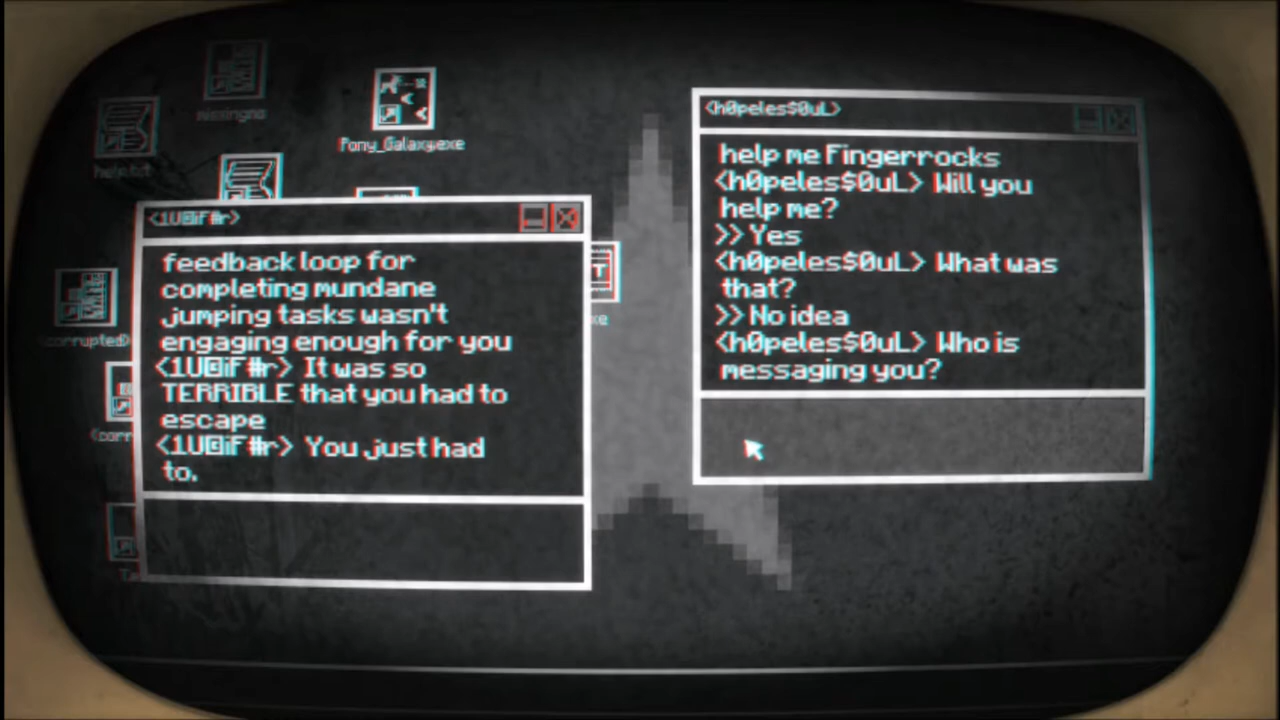 missingno
help.txt
Pony_Galaxy.exe
<1U@iF#r>
feedback loop for
completing mundane
jumping tasks wasn't
engaging enough for you
<1U@iF#r> It was so
TERRIBLE that you had to
escape
<1U@iF#r> You just had
to.
<h0peles$0uL>
help me Fingerrocks
<h0peles$0uL> Will you
help me?
>> Yes
<h0peles$0uL> What was
that?
>> No idea
<h0peles$0uL> Who is
messaging you?